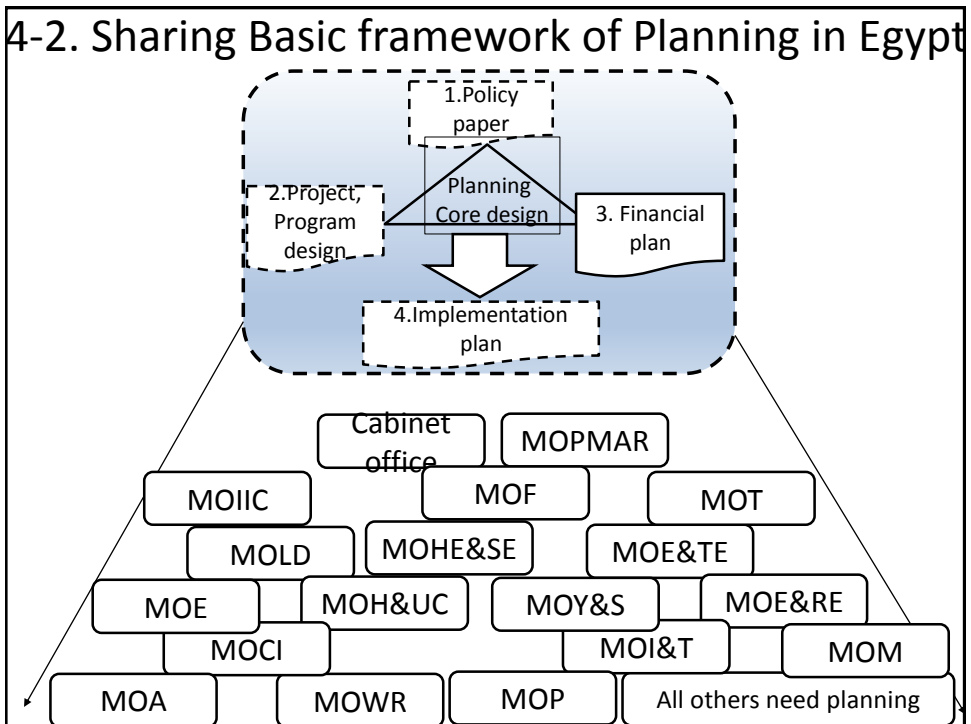 4-2. Sharing Basic framework of Planning in Egypt
1.Policy
paper
Planning
Core design
2.Project,
Program
design
3. Financial
plan
4.Implementation
plan
Cabinet
office
MOPMAR
MOIIC
MOF
MOT
MOLD
MOHE&SE
MOE&TE
MOE
MOH&UC
MOY&S
MOE&RE
MOCI
MOI&T
MOM
MOA
MOWR
MOP
All others need planning